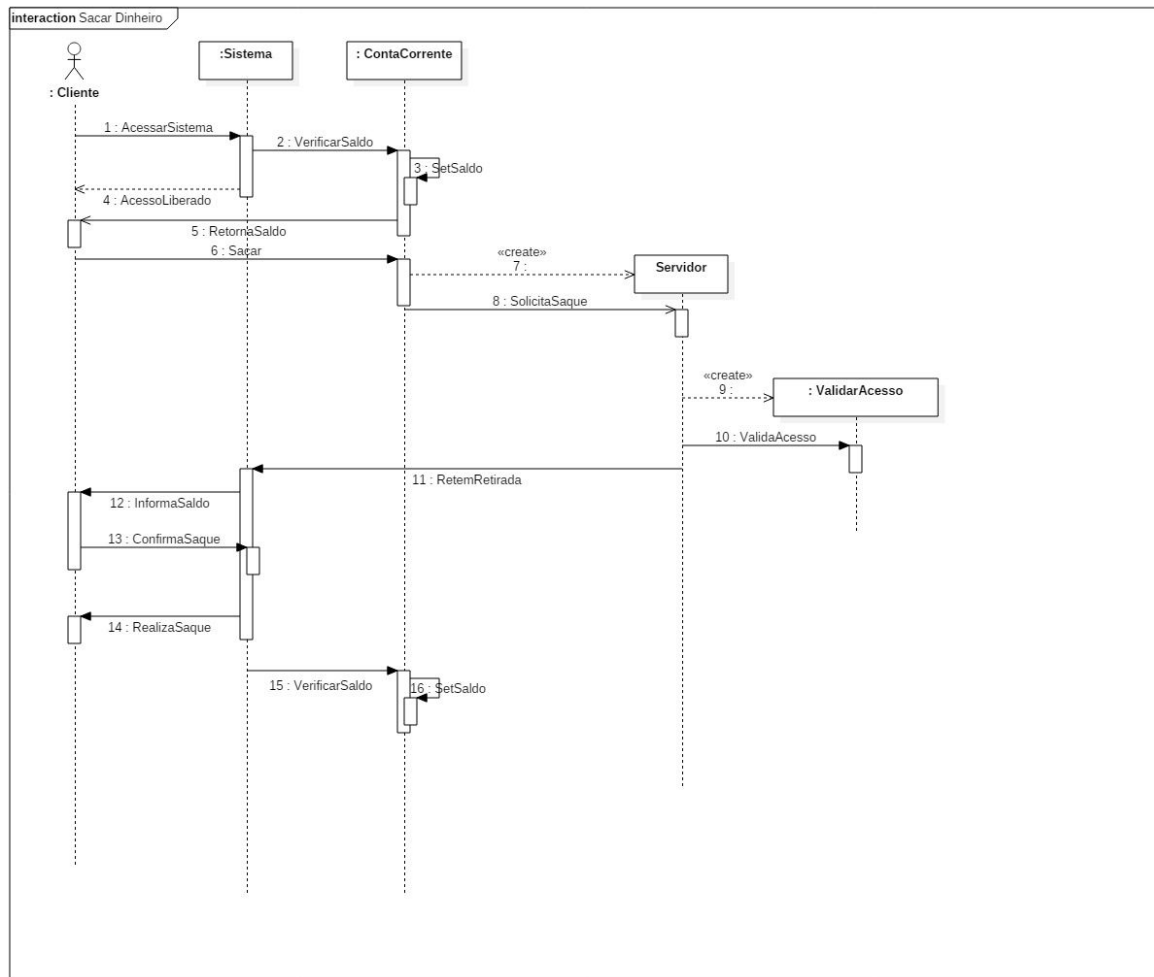 interaction Sacar Dinheiro
:Sistema
: ContaCorrente
: Cliente
1 : AcessarSistema
2 : VerificarSaldo
3 : SetSaldo
4 : AcessoLiberado
5 : RetornaSaldo
6 : Sacar
«create»
7 :
Servidor
8 : SolicitaSaque
«create»
9 :
: ValidarAcesso
10 : ValidaAcesso
11 : RetemRetirada
12 : InformaSaldo
13 : ConfirmaSaque
14 : RealizaSaque
15 : VerificarSaldo
16 : SetSaldo